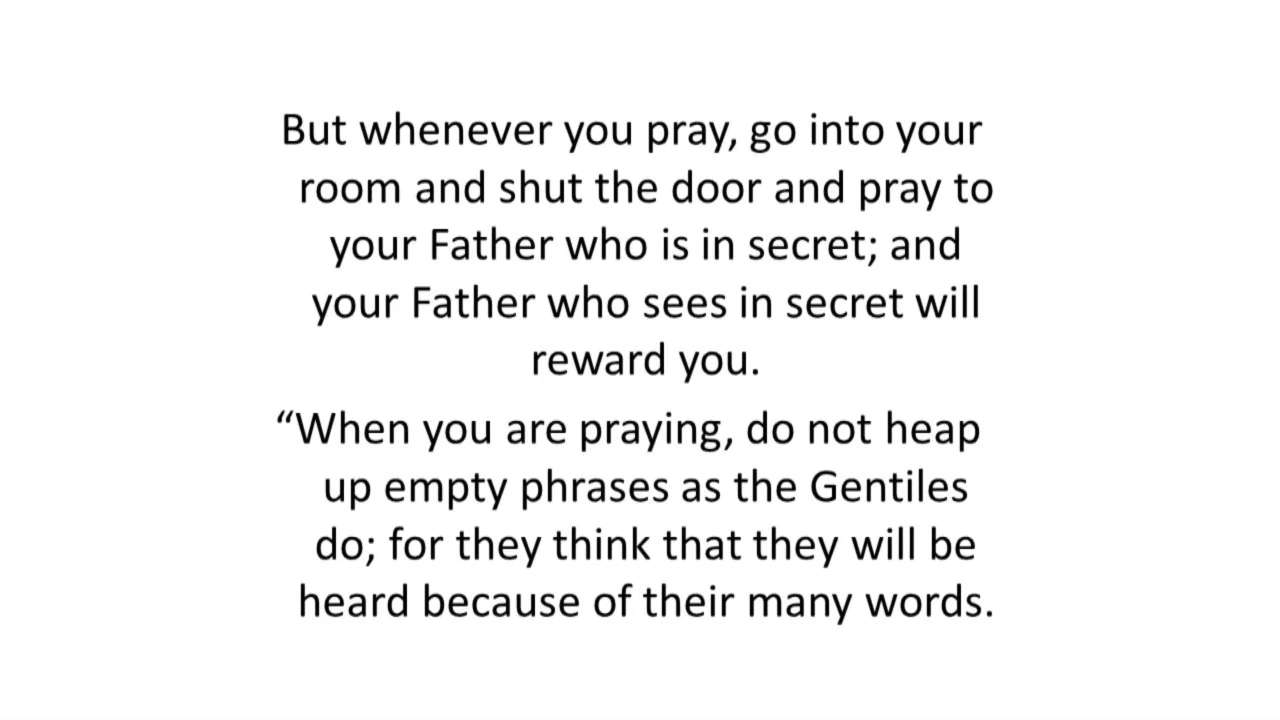 But whenever you pray, go into your
room and shut the door and pray to
your Father who is in secret; and
your Father who sees in secret will
reward you.
“When you are praying, do not heap
up empty phrases as the Gentiles
do; for they think that they will be
heard because of their many words.